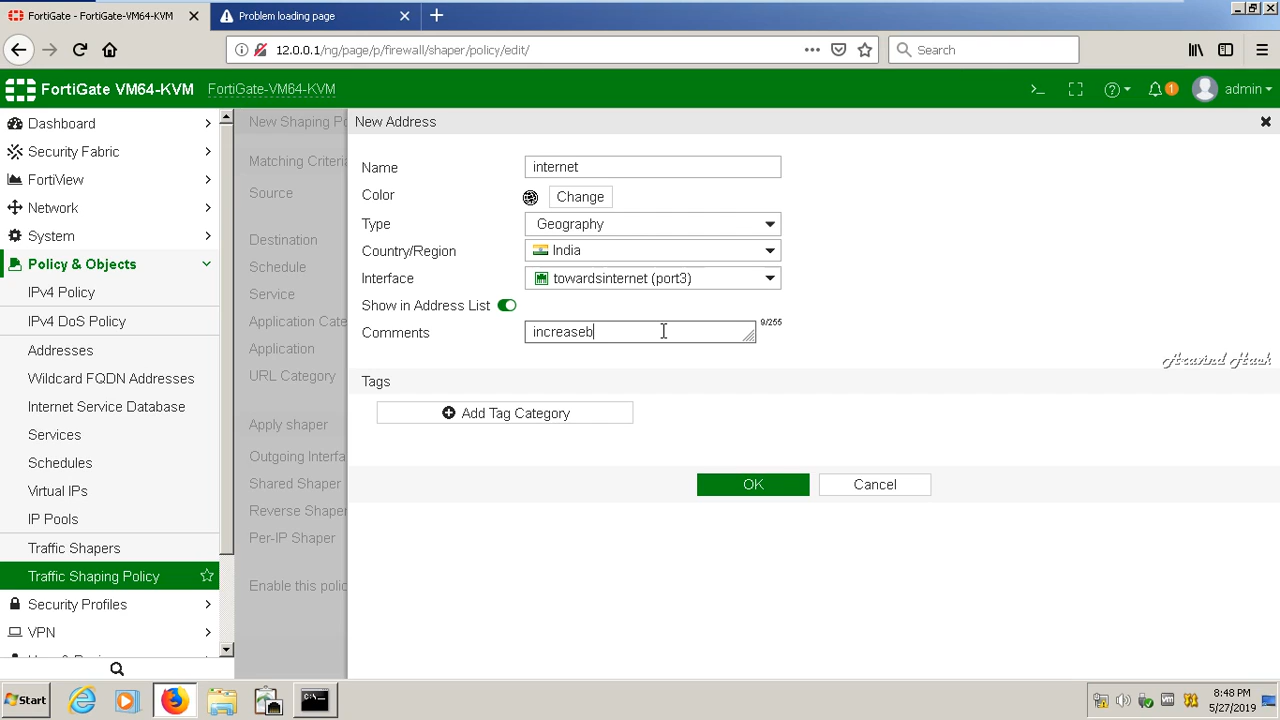 FortiGate - FortiGate VM64-KVM
Problem loading page
12.0.0.1/ng/page/p/firewall/shaper/policy/edit/
Search
FortiGate VM64-KVM
FortiGate-VM64-KVM
1
admin
Dashboard
Security Fabric
FortiView
Network
System
Policy & Objects
IPv4 Policy
IPv4 DoS Policy
Addresses
Wildcard FQDN Addresses
Internet Service Database
Services
Schedules
Virtual IPs
IP Pools
Traffic Shapers
Traffic Shaping Policy
Security Profiles
VPN
New Shaping Po
Matching Criteria
Source
Destination
Schedule
Service
Application Cate
Application
URL Category
Apply shaper
Outgoing Interfa
Shared Shaper
Reverse Shaper
Per-IP Shaper
Enable this polic
New Address
Name
internet
Color
Change
Type
Geography
Country/Region
India
Interface
towardsinternet (port3)
Show in Address List
Comments
increaseb
9/255
Tags
Add Tag Category
OK
Cancel
Aravind Hask
Start
8:48 PM
5/27/2019